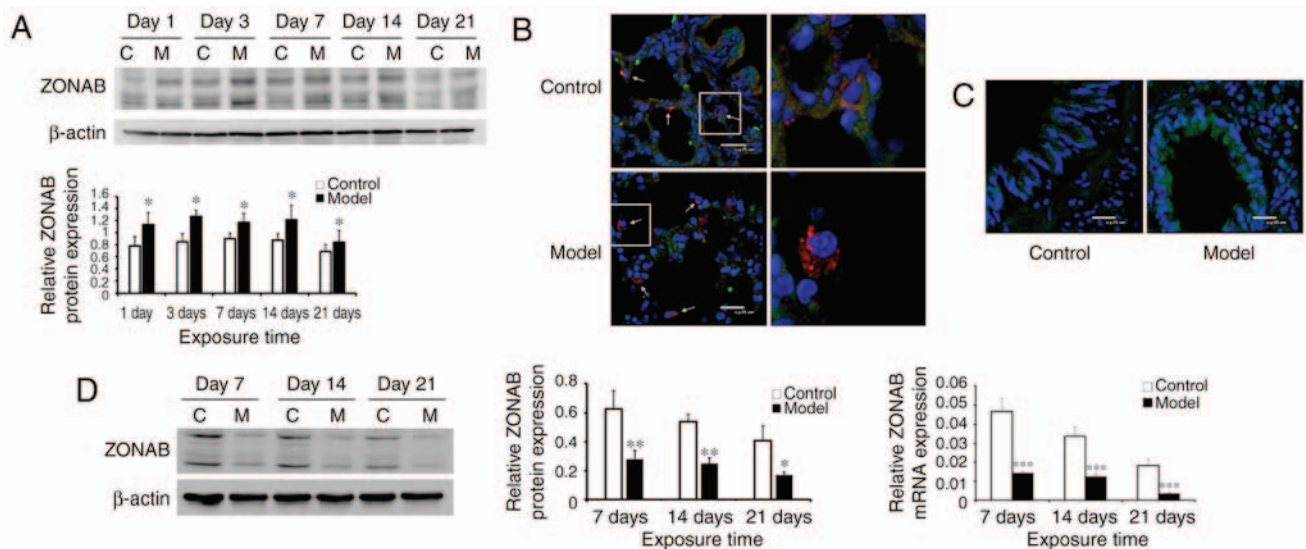 A
Day 1 Day 3 Day 7 Day 14 Day 21
C M C M C M C M C M
ZONAB
β-actin
Relative ZONAB
protein expression
1.6
1.4
1.2
1
0.8
0.6
0.4
0.2
0
Control
Model
* * * * *
1 day 3 days 7 days 14 days 21 days
Exposure time
B
Control
Model
C
Control Model
D
Day 7 Day 14 Day 21
C M C M C M
ZONAB
β-actin
Relative ZONAB
protein expression
0.8
0.6
0.4
0.2
0
Control
Model
** ** *
7 days 14 days 21 days
Exposure time
Relative ZONAB
mRNA expression
0.06
0.05
0.04
0.03
0.02
0.01
0
Control
Model
*** *** ***
7 days 14 days 21 days
Exposure time